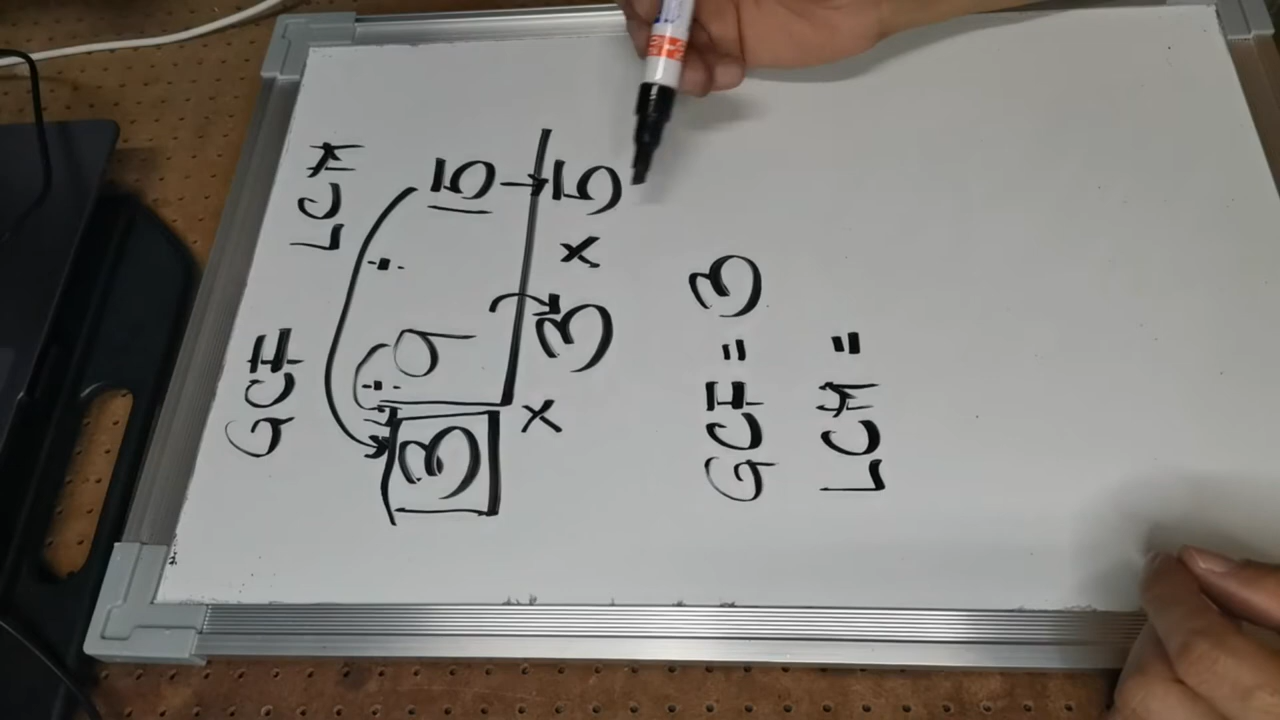 GCF LCM
3 9 15
× 3 × 5
GCF = 3
LCM =